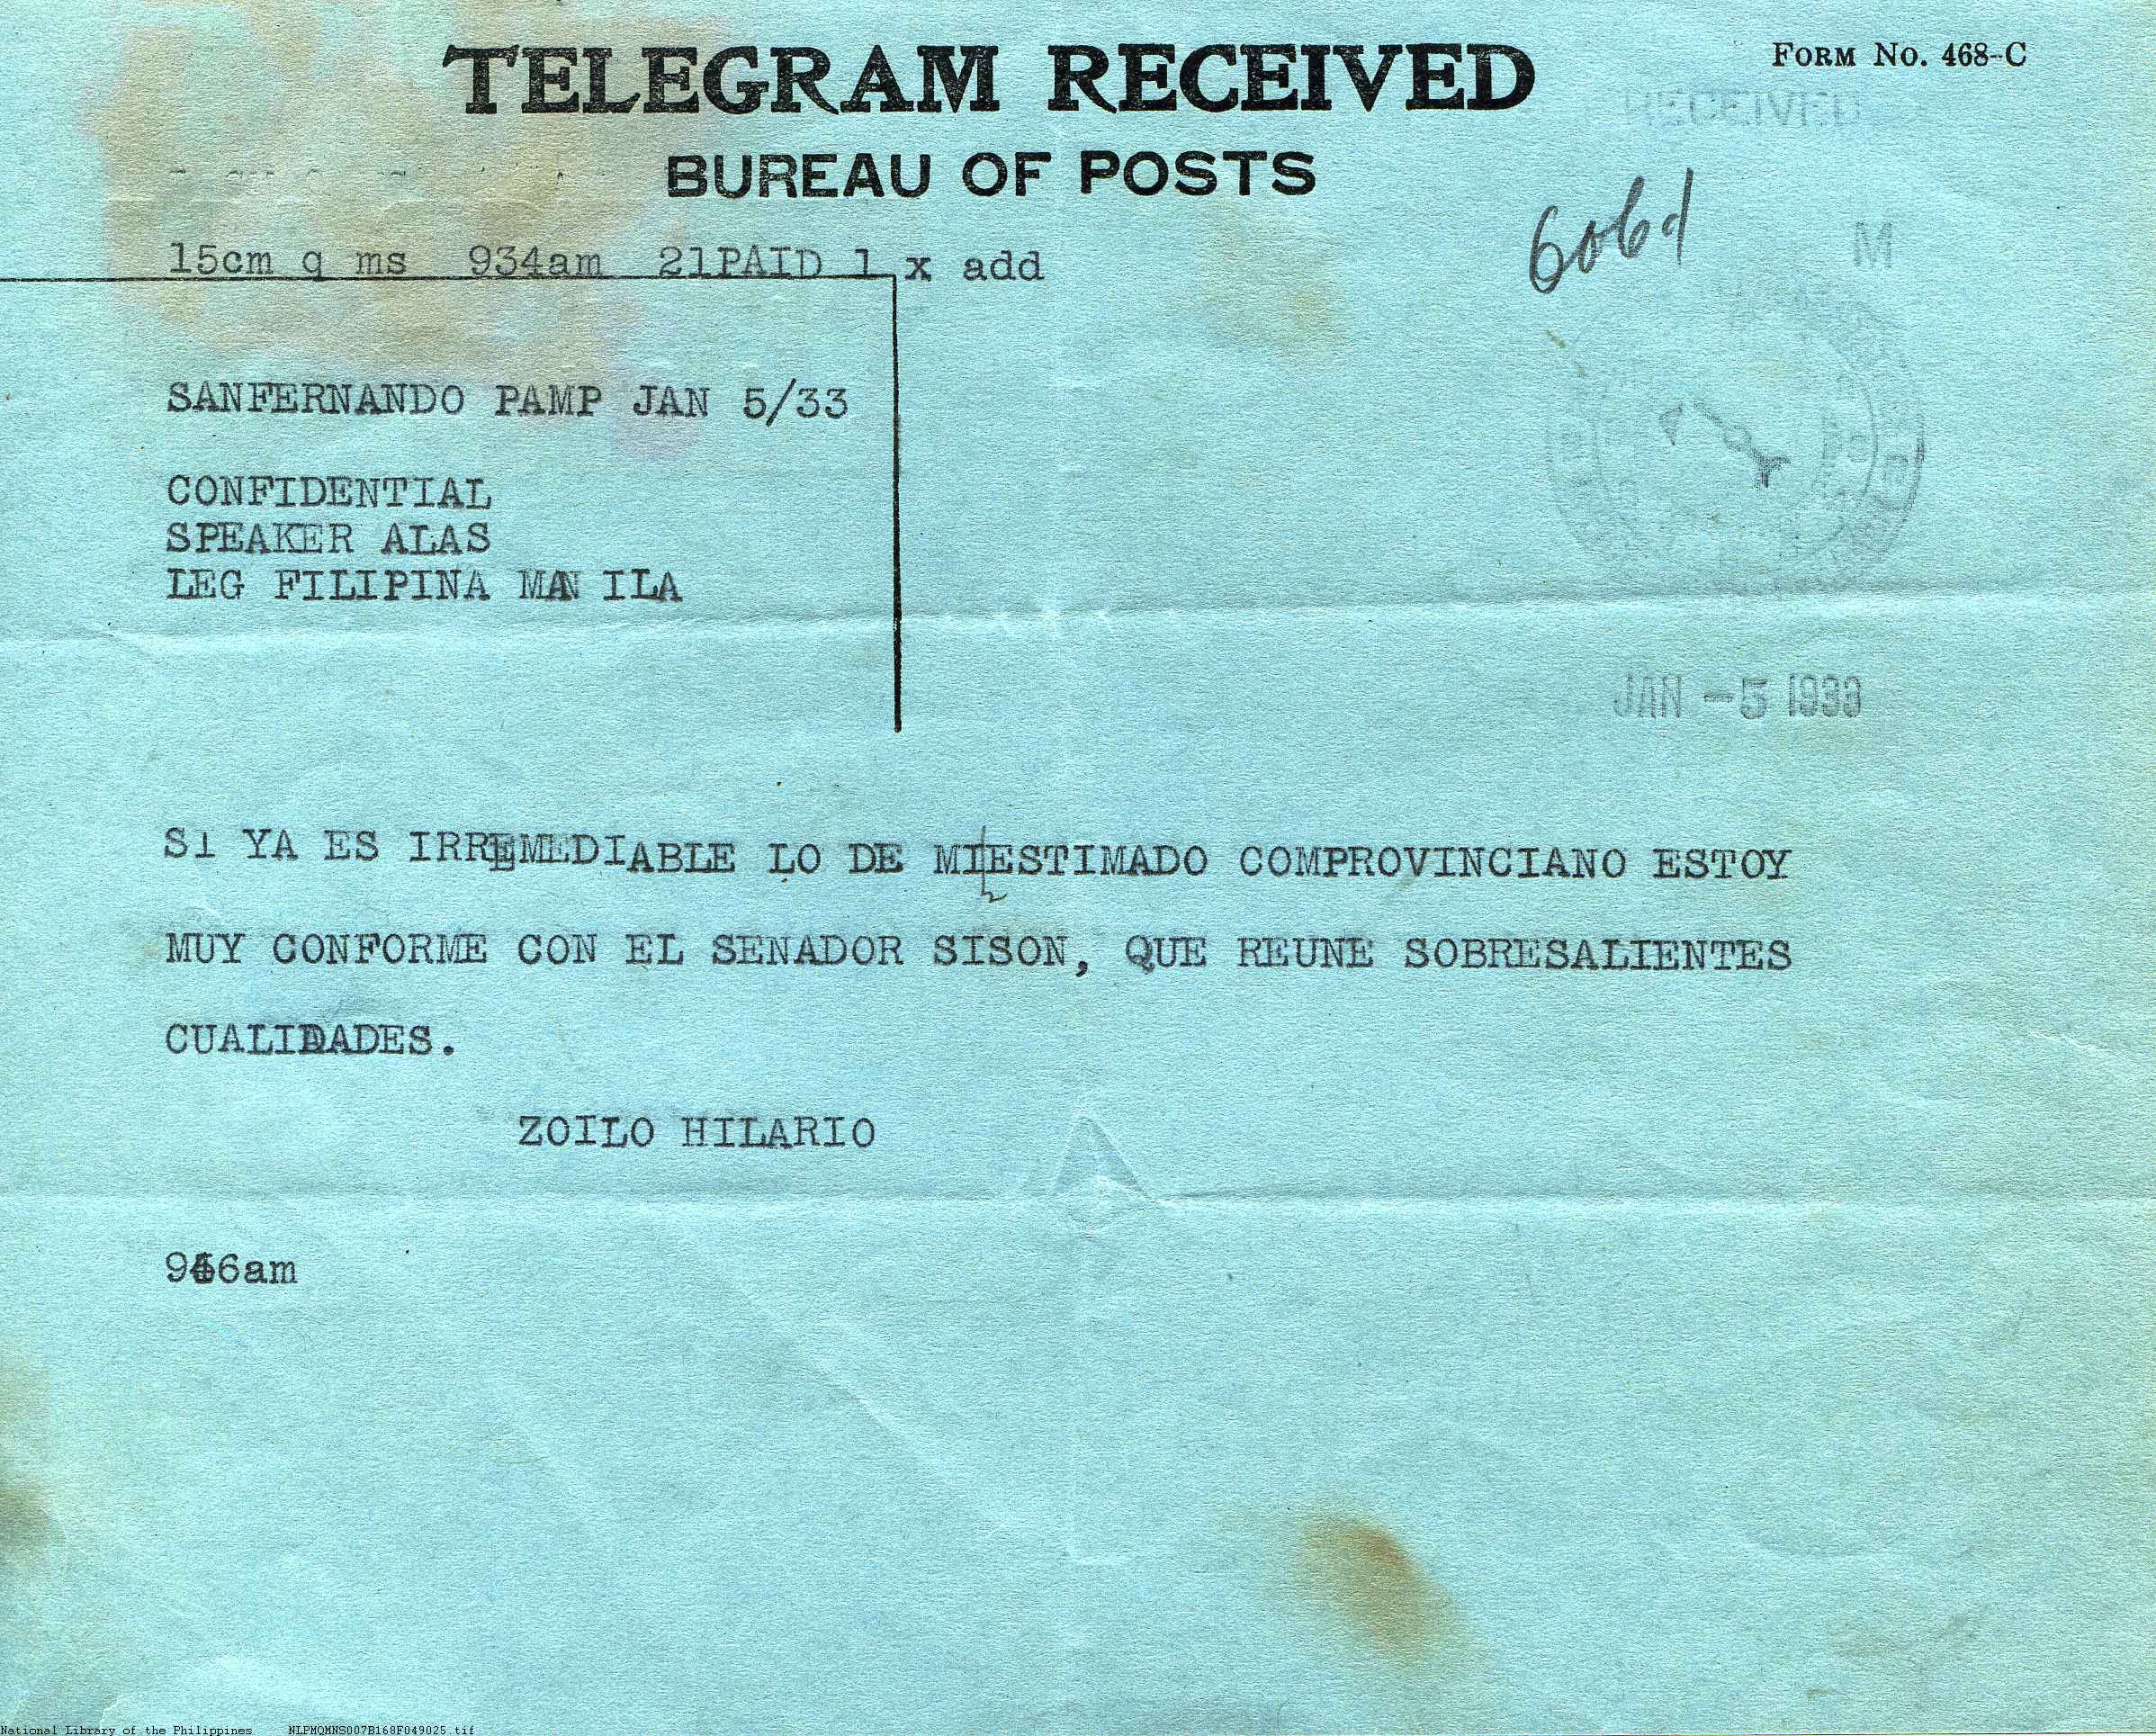 TELEGRAM RECEIVED
FORM NO. 468-C
RECEIVED
BUREAU OF POSTS
M
15cm q ms 934am 21PAID 1 x add
SANFERNANDO PAMP JAN 5/33
CONFIDENTIAL
SPEAKER ALAS
LEG FILIPINA MAN ILA
JAN -5 1933
SI YA ES IRREMEDIABLE LO DE MIESTIMADO COMPROVINCIANO ESTOY
MUY CONFORME CON EL SENADOR SISON, QUE REUNE SOBRESALIENTES
CUALIDADES.
ZOILO HILARIO
956am
National Library of the Philippines NLPMQMNS007B168F049025.tif